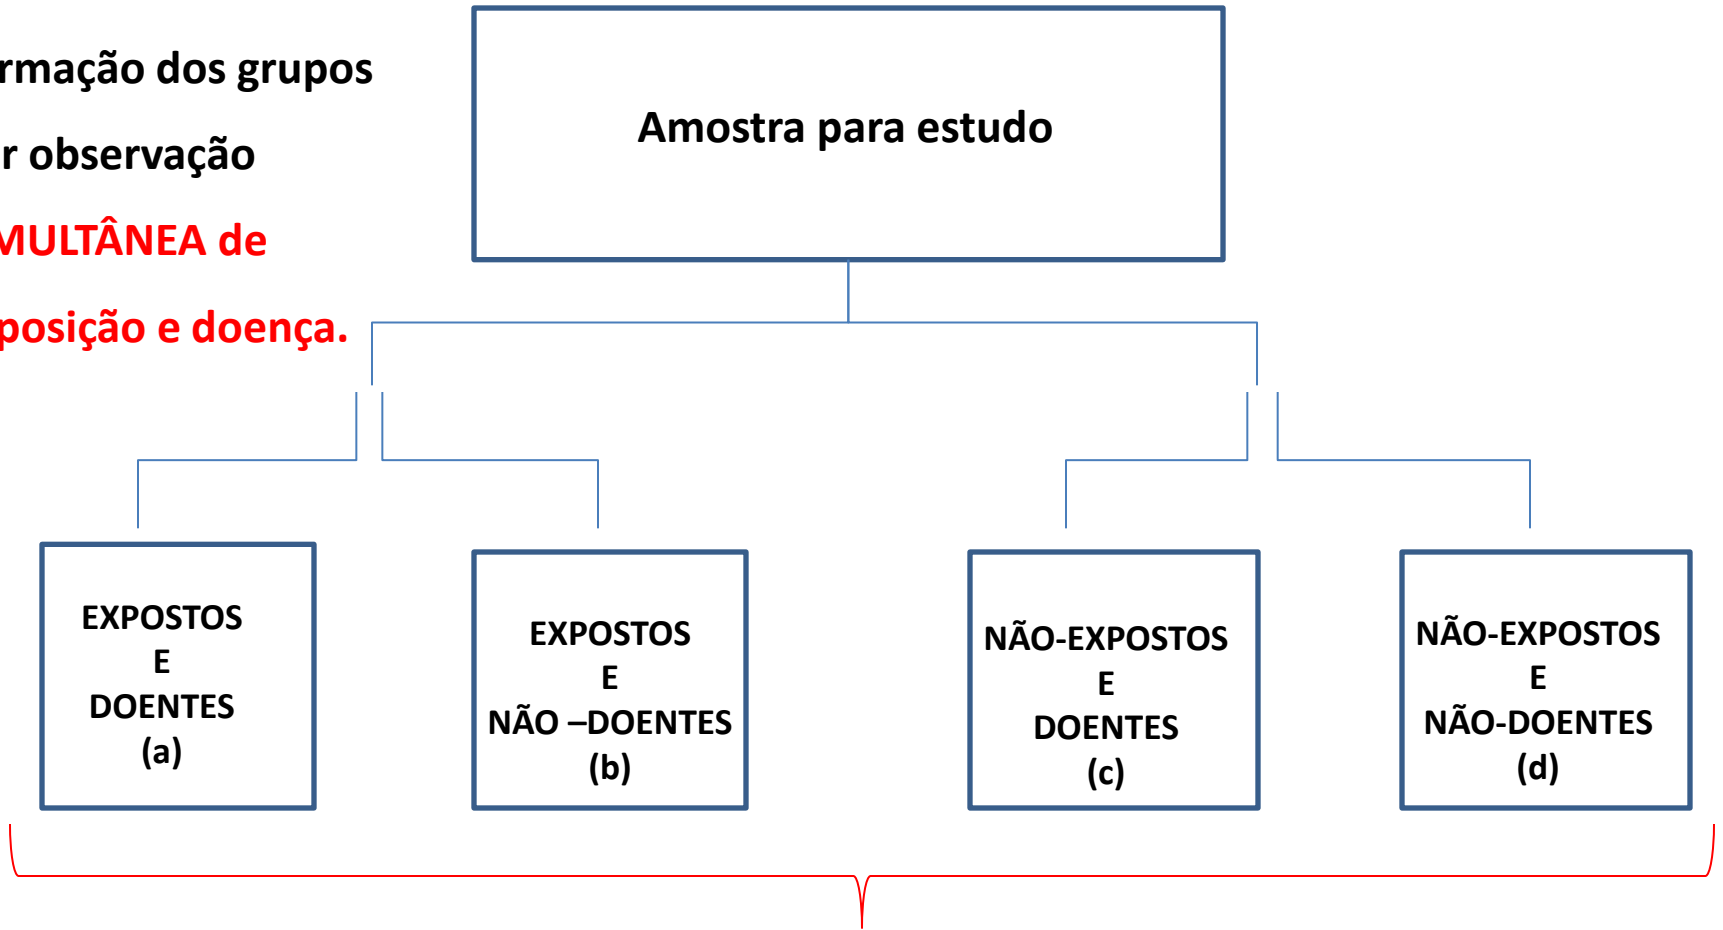 rmação dos grupos
r observação
MULTÂNEA de
posição e doença.
Amostra para estudo
EXPOSTOS
E
DOENTES
(a)
EXPOSTOS
E
NÃO –DOENTES
(b)
NÃO-EXPOSTOS
E
DOENTES
(c)
NÃO-EXPOSTOS
E
NÃO-DOENTES
(d)